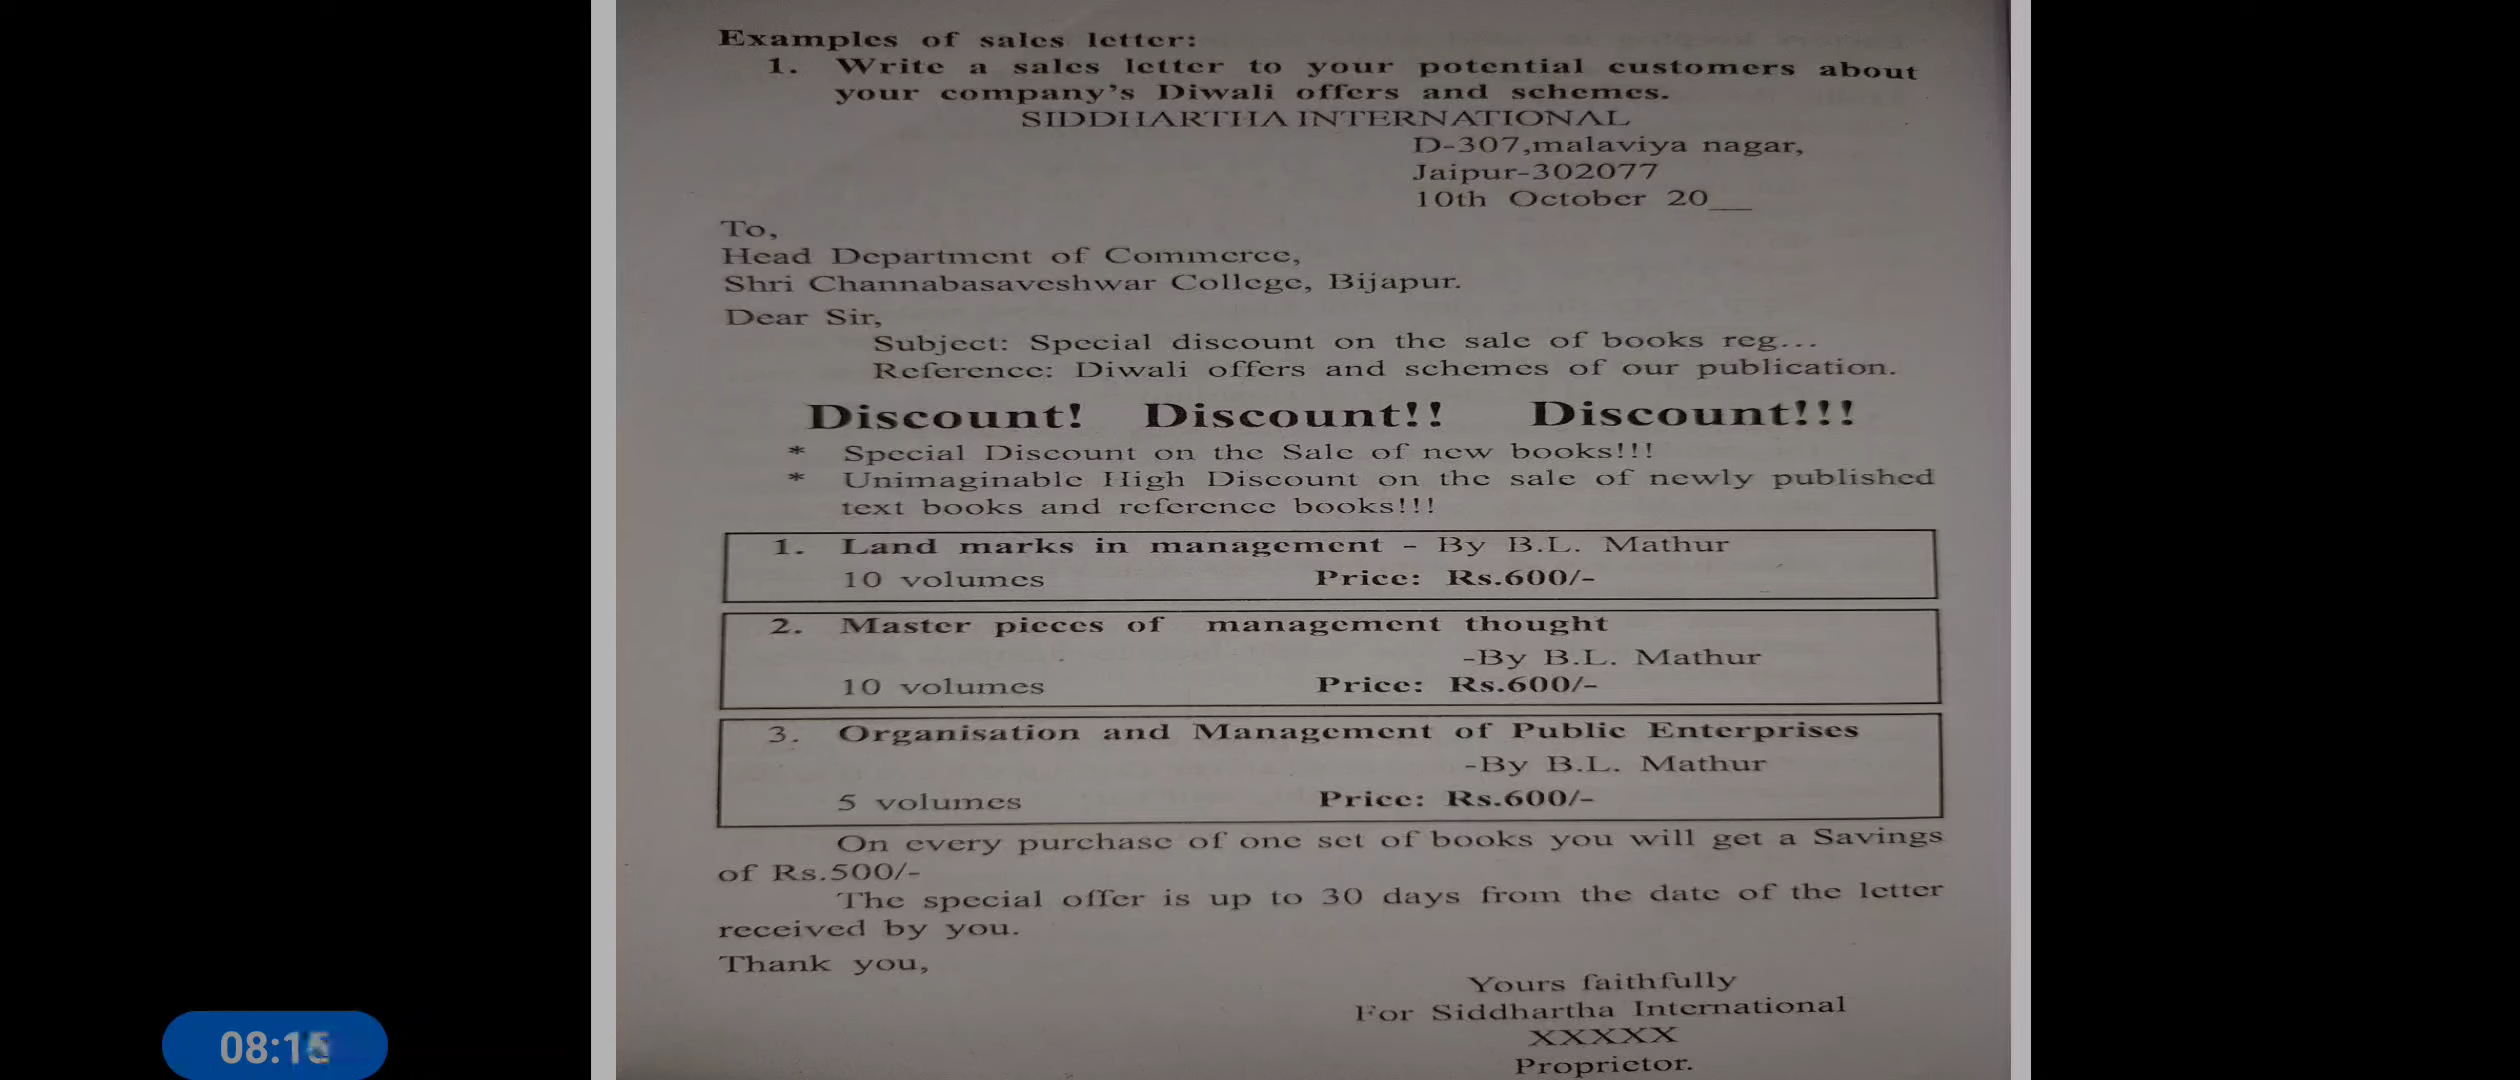 Examples of sales letter:
1. Write a sales letter to your potential customers about
your company's Diwali offers and schemes.
SIDDHARTHA INTERNATIONAL
D-307,malaviya nagar,
Jaipur-302077
10th October 20__
To,
Head Department of Commerce,
Shri Channabasaveshwar College, Bijapur.
Dear Sir,
Subject: Special discount on the sale of books reg...
Reference: Diwali offers and schemes of our publication.
Discount! Discount!! Discount!!!
* Special Discount on the Sale of new books!!!
* Unimaginable High Discount on the sale of newly published
text books and reference books!!!
1. Land marks in management - By B.L. Mathur
10 volumes Price: Rs.600/-
2. Master pieces of management thought
-By B.L. Mathur
10 volumes Price: Rs.600/-
3. Organisation and Management of Public Enterprises
-By B.L. Mathur
5 volumes Price: Rs.600/-
On every purchase of one set of books you will get a Savings
of Rs.500/-
The special offer is up to 30 days from the date of the letter
received by you.
Thank you,
Yours faithfully
For Siddhartha International
XXXXX
Proprietor.